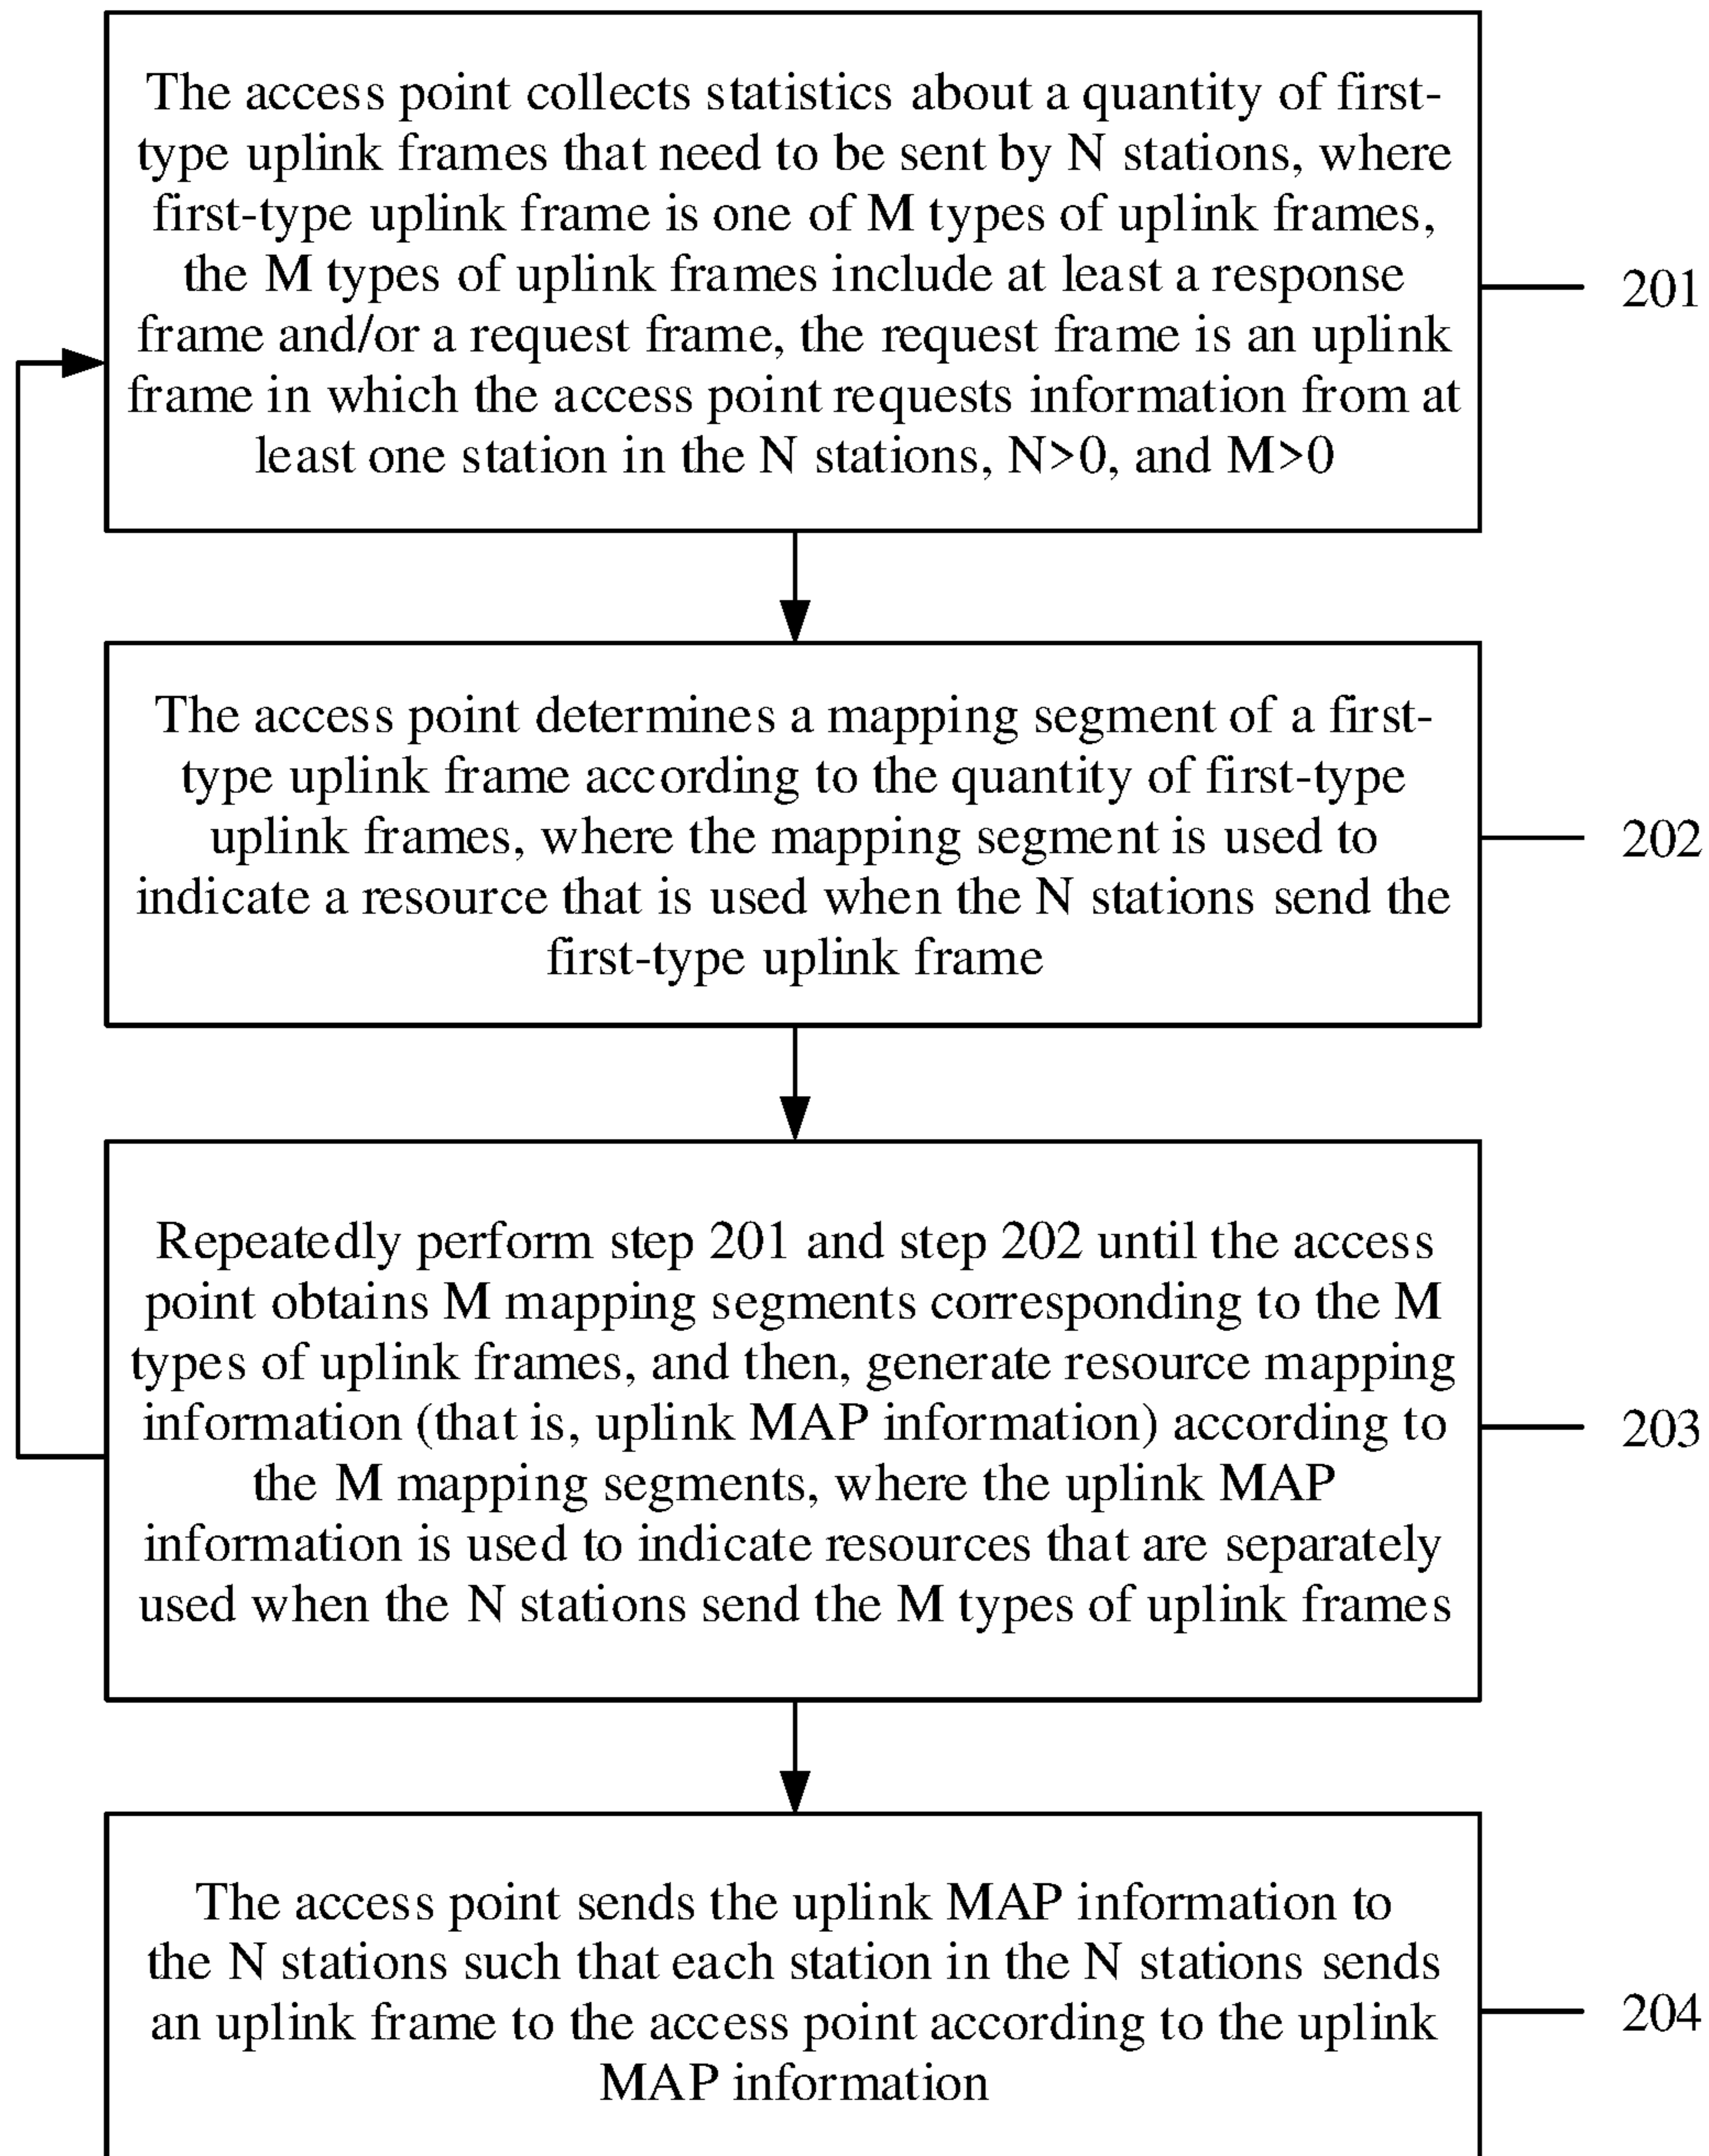 The access point collects statistics about a quantity of first-
type uplink frames that need to be sent by N stations, where
first-type uplink frame is one of M types of uplink frames,
the M types of uplink frames include at least a response
frame and/or a request frame, the request frame is an uplink
frame in which the access point requests information from at
least one station in the N stations, N>0, and M>0
201
The access point determines a mapping segment of a first-
type uplink frame according to the quantity of first-type
uplink frames, where the mapping segment is used to
indicate a resource that is used when the N stations send the
first-type uplink frame
202
Repeatedly perform step 201 and step 202 until the access
point obtains M mapping segments corresponding to the M
types of uplink frames, and then, generate resource mapping
information (that is, uplink MAP information) according to
the M mapping segments, where the uplink MAP
information is used to indicate resources that are separately
used when the N stations send the M types of uplink frames
203
The access point sends the uplink MAP information to
the N stations such that each station in the N stations sends
an uplink frame to the access point according to the uplink
MAP information
204